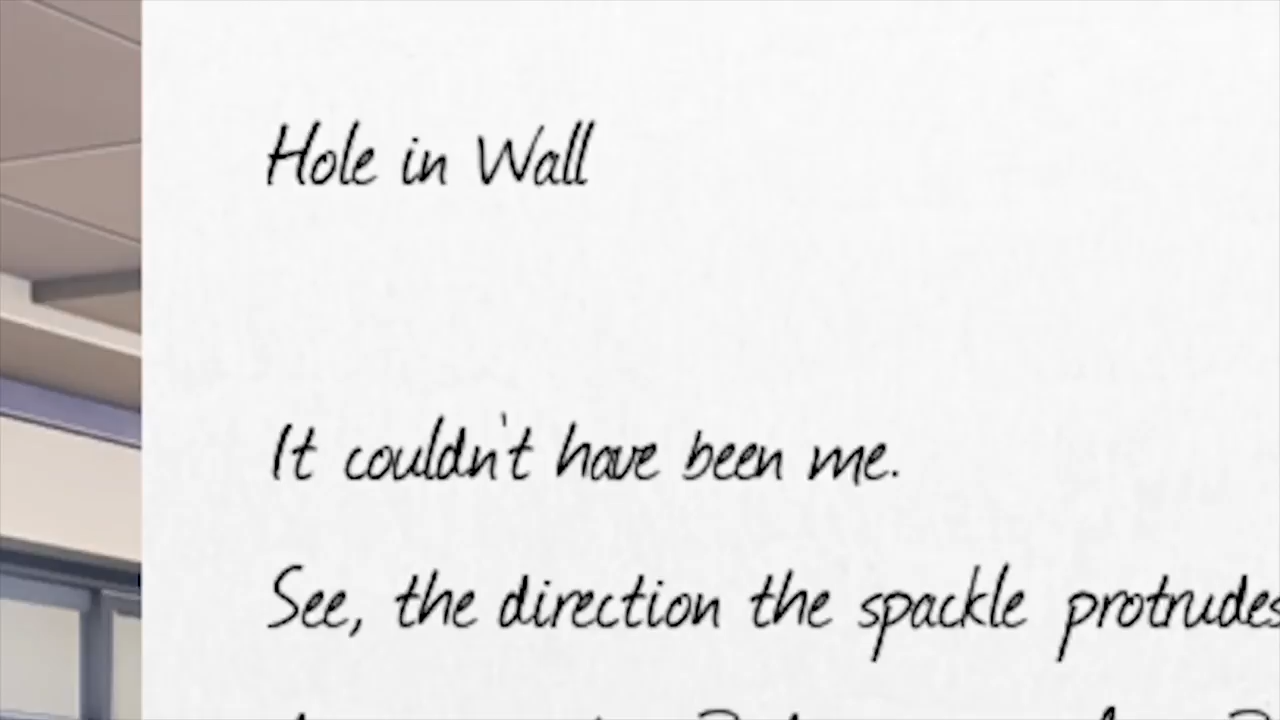 Hole in Wall
It couldn't have been me.
See, the direction the spackle protrudes